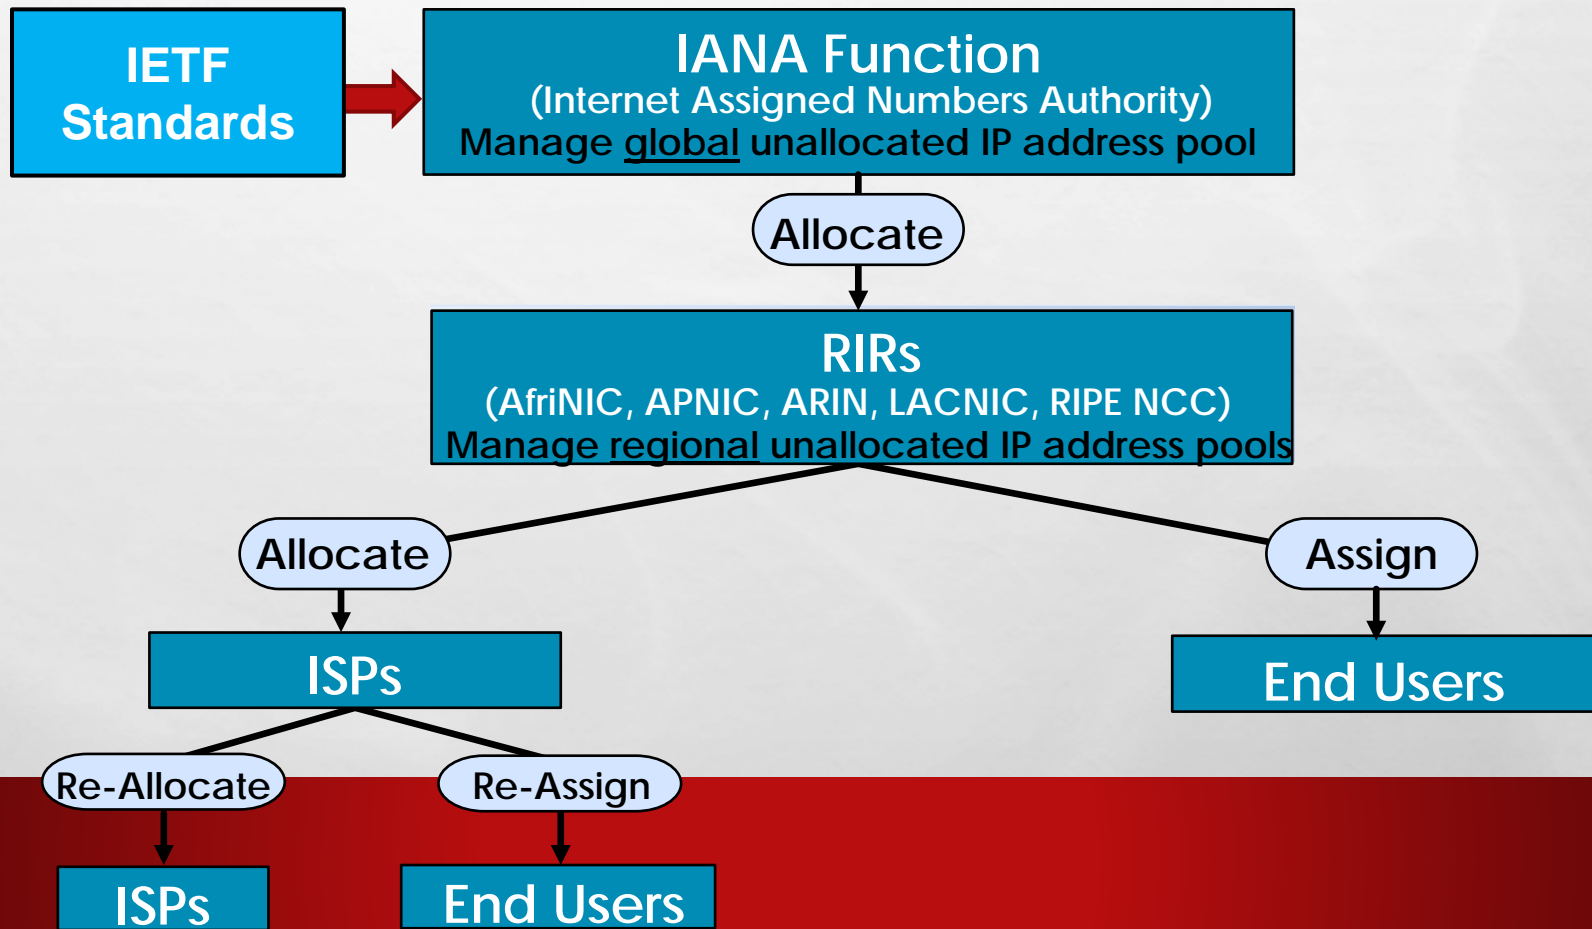 IETF
Standards
IANA Function
(Internet Assigned Numbers Authority)
Manage global unallocated IP address pool
Allocate
RIRs
(AfriNIC, APNIC, ARIN, LACNIC, RIPE NCC)
Manage regional unallocated IP address pools
Allocate
Assign
ISPs
End Users
Re-Allocate
Re-Assign
ISPs
End Users